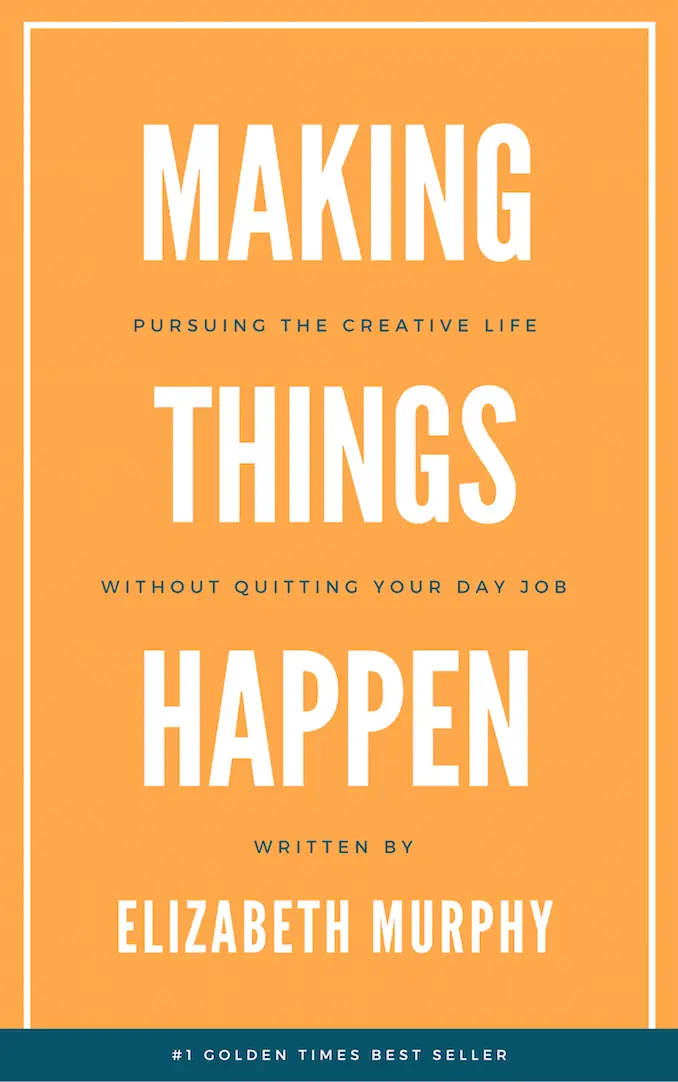 MAKING
PURSUING THE CREATIVE LIFE
THINGS
WITHOUT QUITTING YOUR DAY JOB
HAPPEN
WRITTEN BY
ELIZABETH MURPHY
#1 GOLDEN TIMES BEST SELLER